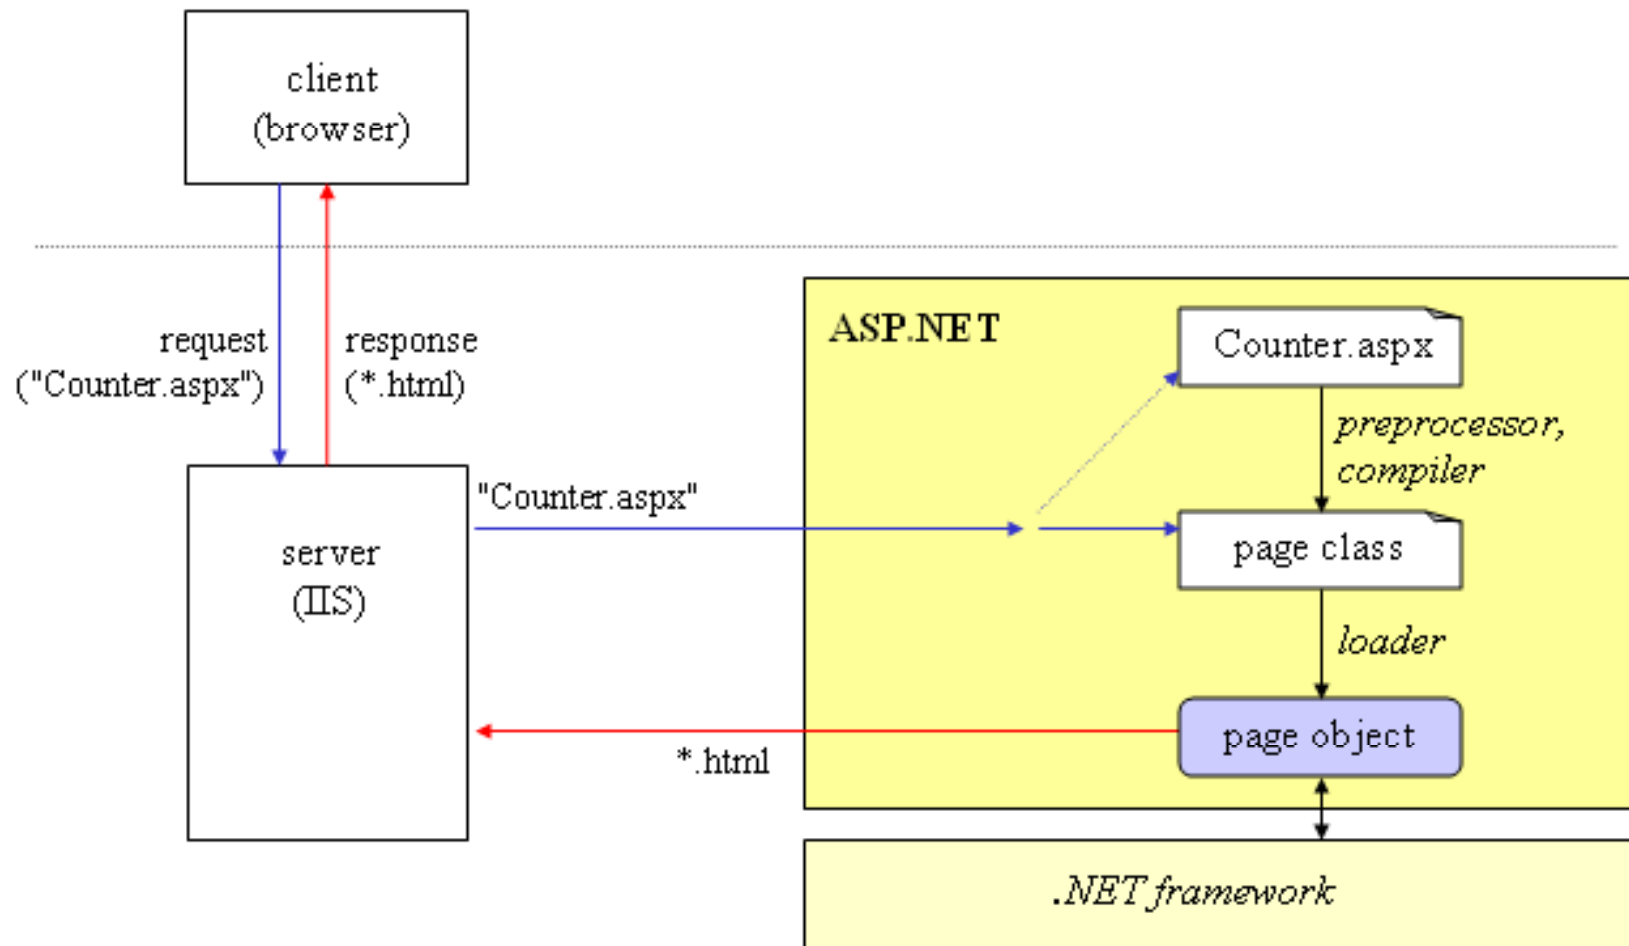 client
(browser)
request
("Counter.aspx")
response
(*.html)
server
(IIS)
"Counter.aspx"
*.html
ASP.NET
Counter.aspx
preprocessor,
compiler
page class
loader
page object
.NET framework